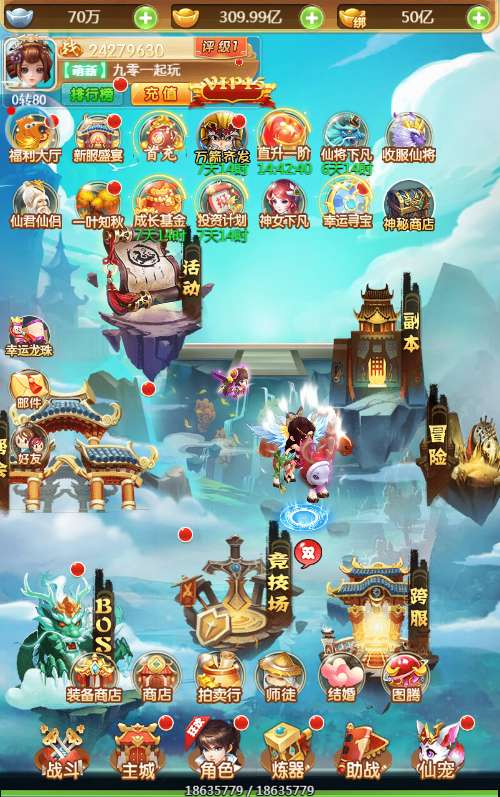 70万 309.99亿 绑 50亿
战 24279630 评级1
【萌新】九零一起玩
0转80 排行榜 充值 VIP15
福利大厅 新服盛宴 首充 万箭齐发 直升一阶 仙将下凡 收服仙将
7天14时 14:42:40 6天14时
仙君仙侣 一叶知秋 成长基金 投资计划 神女下凡 幸运寻宝 神秘商店
7天14时 7天14时
活动
副本
幸运龙珠
邮件
好友
冒险
双
竞技场
BOSS
跨服
装备商店 商店 拍卖行 师徒 结婚 图腾
战斗 主城 角色 炼器 助战 仙宠
18635779 / 18635779